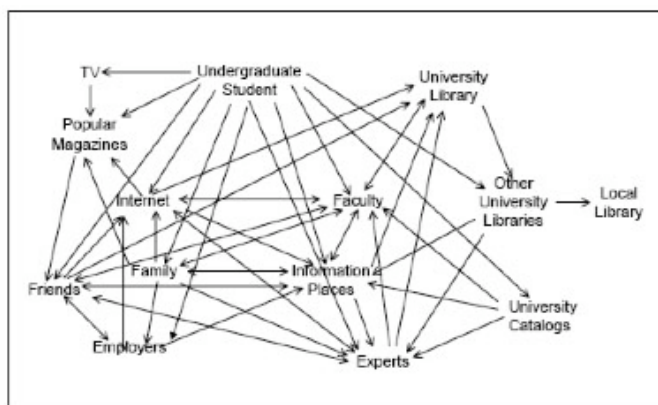 TV
Undergraduate
Student
University
Library
Popular
Magazines
Internet
Faculty
Other
University
Libraries
Local
Library
Friends
Family
Information
Places
University
Catalogs
Employers
Experts